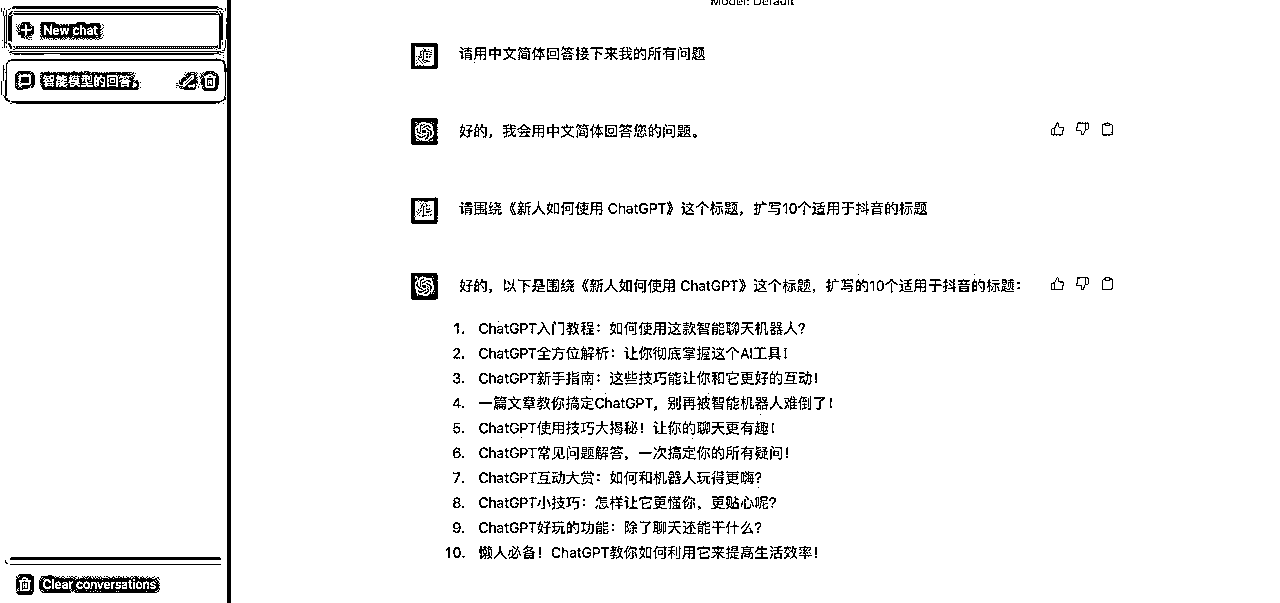 Model: Default
New chat
智能模型的回答。
Clear conversations
请用中文简体回答接下来我的所有问题
好的，我会用中文简体回答您的问题。
请围绕《新人如何使用 ChatGPT》这个标题，扩写10个适用于抖音的标题
好的，以下是围绕《新人如何使用 ChatGPT》这个标题，扩写的10个适用于抖音的标题：
1. ChatGPT入门教程：如何使用这款智能聊天机器人？
2. ChatGPT全方位解析：让你彻底掌握这个AI工具！
3. ChatGPT新手指南：这些技巧能让你和它更好的互动！
4. 一篇文章教你搞定ChatGPT，别再被智能机器人难倒了！
5. ChatGPT使用技巧大揭秘！让你的聊天更有趣！
6. ChatGPT常见问题解答，一次搞定你的所有疑问！
7. ChatGPT互动大赏：如何和机器人玩得更嗨？
8. ChatGPT小技巧：怎样让它更懂你，更贴心呢？
9. ChatGPT好玩的功能：除了聊天还能干什么？
10. 懒人必备！ChatGPT教你如何利用它来提高生活效率！